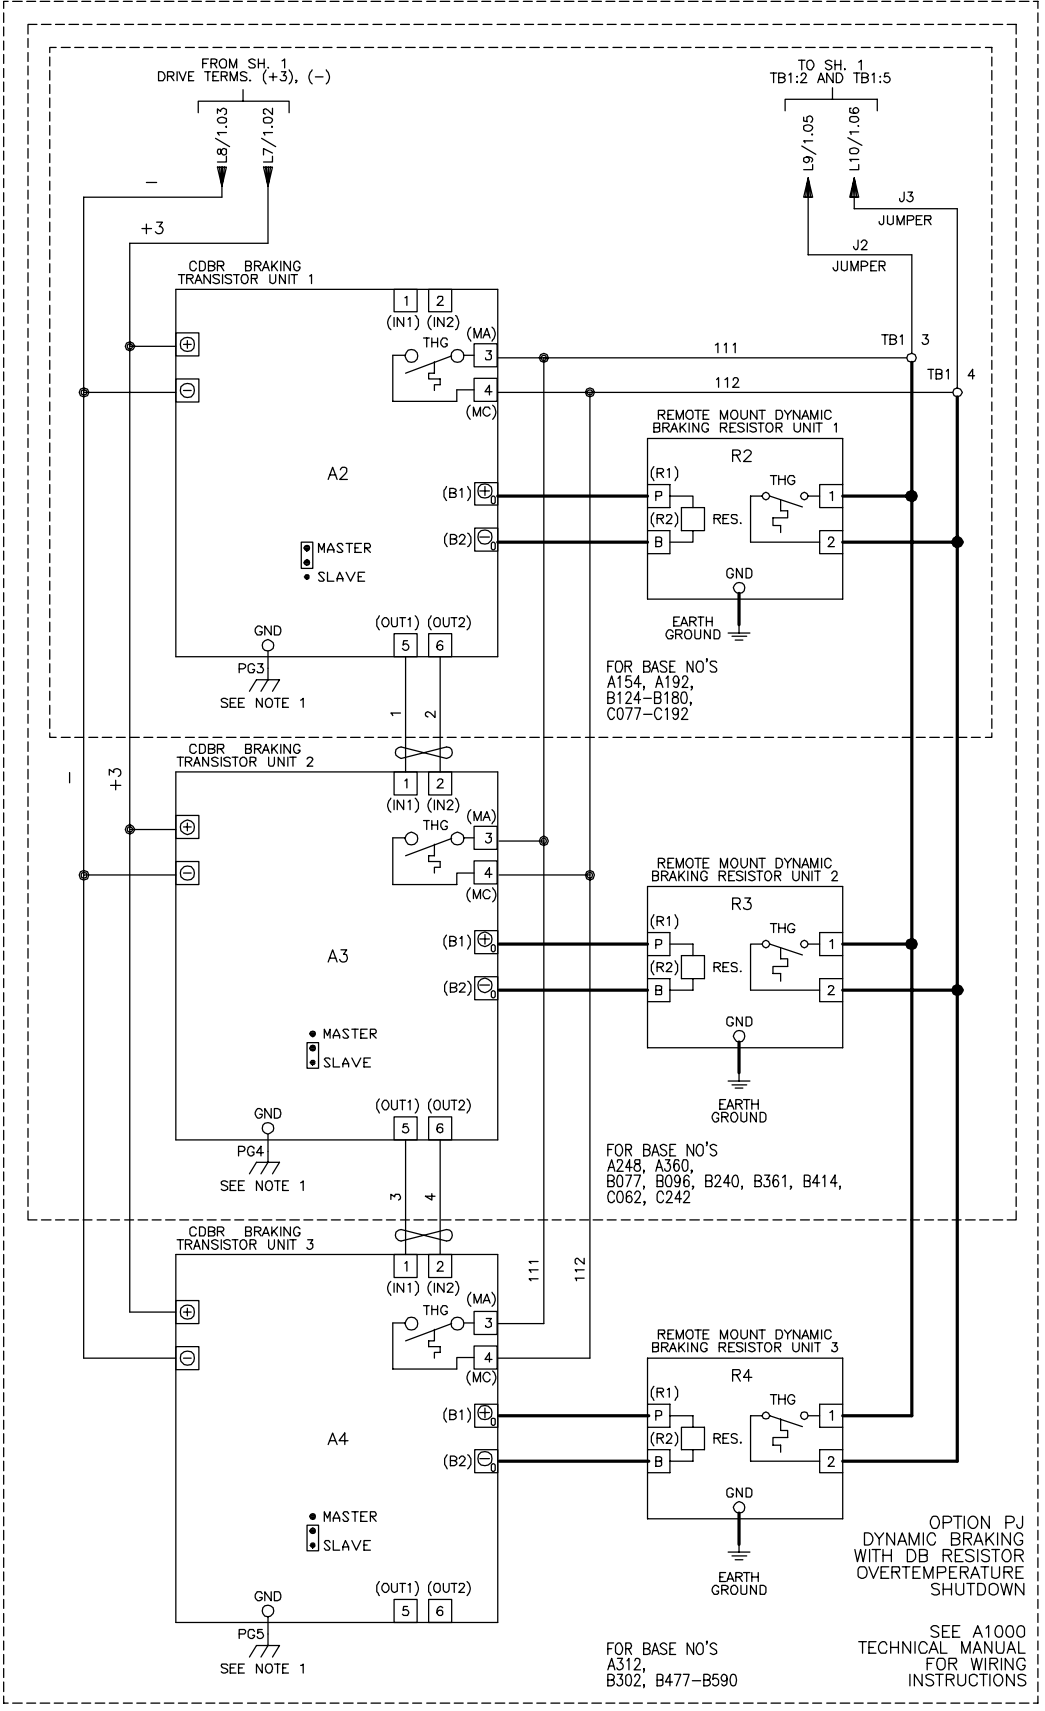 FROM SH. 1
DRIVE TERMS. (+3), (−)
L8/1.03
L7/1.02
TO SH. 1
TB1:2 AND TB1:5
L9/1.05
L10/1.06
−
+3
J3
JUMPER
J2
JUMPER
CDBR BRAKING
TRANSISTOR UNIT 1
1 2
(IN1) (IN2)
THG
(MA)
3
4
(MC)
111
112
TB1 3
TB1 4
A2
(B1)
0
(B2)
0
MASTER
SLAVE
(OUT1) (OUT2)
5 6
GND
PG3
SEE NOTE 1
REMOTE MOUNT DYNAMIC
BRAKING RESISTOR UNIT 1
R2
(R1)
P
(R2)
B
RES.
THG
1
2
GND
EARTH
GROUND
FOR BASE NO'S
A154, A192,
B124−B180,
C077−C192
1
2
−
+3
CDBR BRAKING
TRANSISTOR UNIT 2
1 2
(IN1) (IN2)
THG
(MA)
3
4
(MC)
A3
(B1)
0
(B2)
0
MASTER
SLAVE
(OUT1) (OUT2)
5 6
GND
PG4
SEE NOTE 1
REMOTE MOUNT DYNAMIC
BRAKING RESISTOR UNIT 2
R3
(R1)
P
(R2)
B
RES.
THG
1
2
GND
EARTH
GROUND
FOR BASE NO'S
A248, A360,
B077, B096, B240, B361, B414,
C062, C242
3
4
CDBR BRAKING
TRANSISTOR UNIT 3
1 2
(IN1) (IN2)
THG
(MA)
3
4
(MC)
111
112
A4
(B1)
0
(B2)
0
MASTER
SLAVE
(OUT1) (OUT2)
5 6
GND
PG5
SEE NOTE 1
REMOTE MOUNT DYNAMIC
BRAKING RESISTOR UNIT 3
R4
(R1)
P
(R2)
B
RES.
THG
1
2
GND
EARTH
GROUND
FOR BASE NO'S
A312,
B302, B477−B590
OPTION PJ
DYNAMIC BRAKING
WITH DB RESISTOR
OVERTEMPERATURE
SHUTDOWN
SEE A1000
TECHNICAL MANUAL
FOR WIRING
INSTRUCTIONS